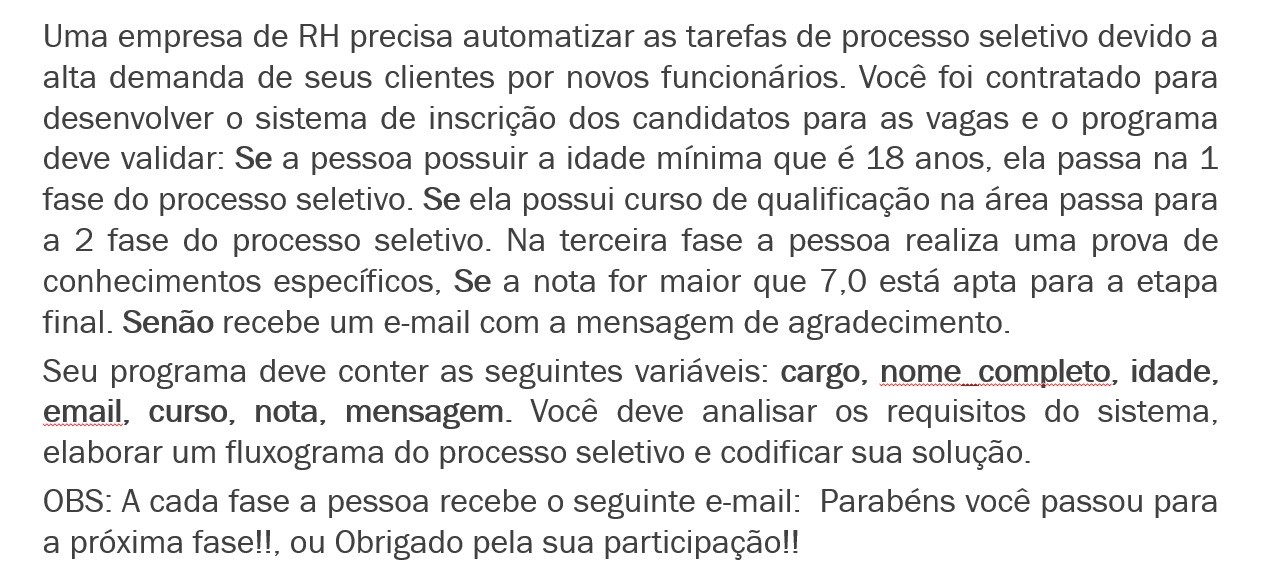 Uma empresa de RH precisa automatizar as tarefas de processo seletivo devido a
alta demanda de seus clientes por novos funcionários. Você foi contratado para
desenvolver o sistema de inscrição dos candidatos para as vagas e o programa
deve validar: Se a pessoa possuir a idade mínima que é 18 anos, ela passa na 1
fase do processo seletivo. Se ela possui curso de qualificação na área passa para
a 2 fase do processo seletivo. Na terceira fase a pessoa realiza uma prova de
conhecimentos específicos, Se a nota for maior que 7,0 está apta para a etapa
final. Senão recebe um e-mail com a mensagem de agradecimento.
Seu programa deve conter as seguintes variáveis: cargo, nome_completo, idade,
email, curso, nota, mensagem. Você deve analisar os requisitos do sistema,
elaborar um fluxograma do processo seletivo e codificar sua solução.
OBS: A cada fase a pessoa recebe o seguinte e-mail: Parabéns você passou para
a próxima fase!!, ou Obrigado pela sua participação!!